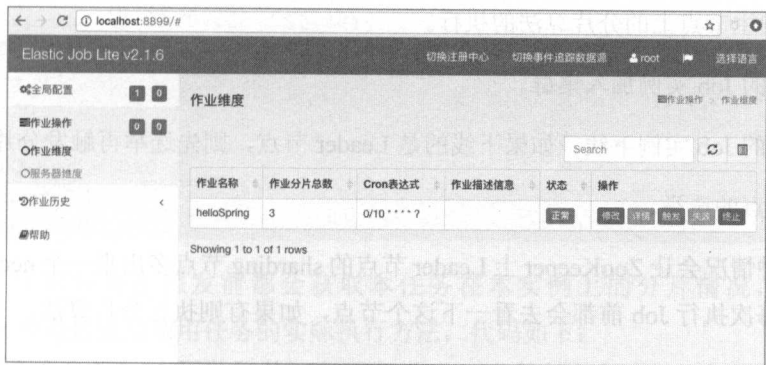 localhost:8899/#
Elastic Job Lite v2.1.6
切换注册中心 切换事件追踪数据源 root 选择语言
全局配置 1 0
作业操作 0 0
作业维度
服务器维度
作业历史
帮助
作业维度
作业操作 > 作业维度
Search
作业名称 作业分片总数 Cron表达式 作业描述信息 状态 操作
helloSpring 3 0/10 * * * * ? 正常 修改 详情 触发 失效 终止
Showing 1 to 1 of 1 rows